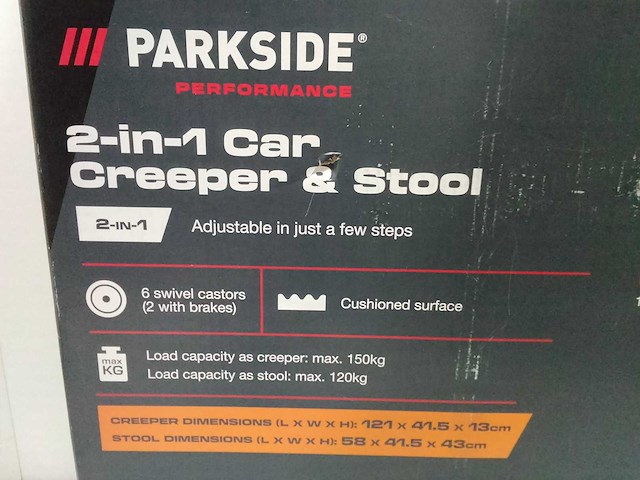 PARKSIDE®
PERFORMANCE
2-in-1 Car
Creeper & Stool
2-IN-1
Adjustable in just a few steps
6 swivel castors
(2 with brakes)
Cushioned surface
max
KG
Load capacity as creeper: max. 150kg
Load capacity as stool: max. 120kg
CREEPER DIMENSIONS (L X W X H): 121 x 41.5 x 13cm
STOOL DIMENSIONS (L X W X H): 58 x 41.5 x 43cm